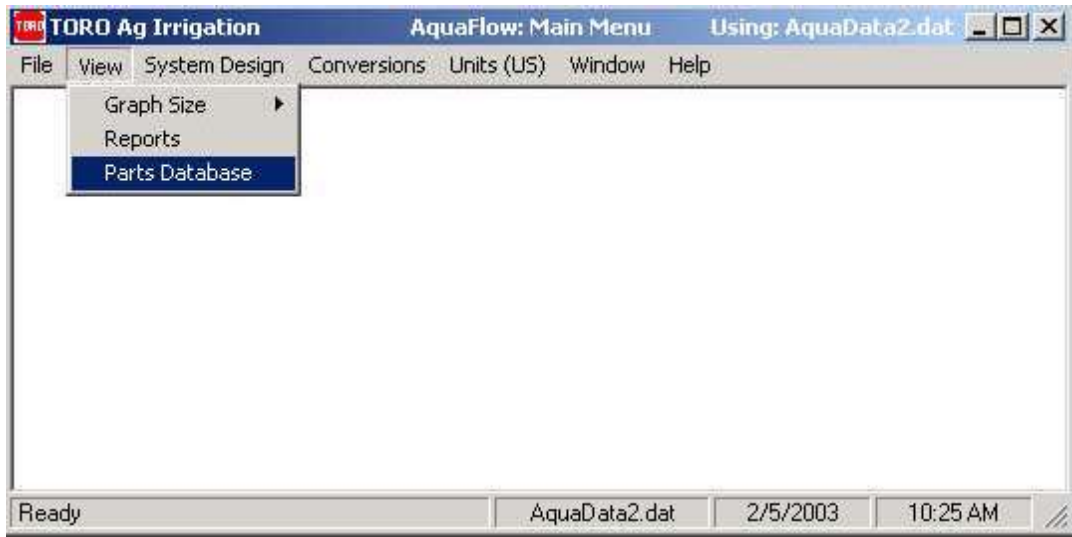 TORO TORO Ag Irrigation AquaFlow: Main Menu Using: AquaData2.dat
File View System Design Conversions Units (US) Window Help
Graph Size
Reports
Parts Database
Ready AquaData2.dat 2/5/2003 10:25 AM